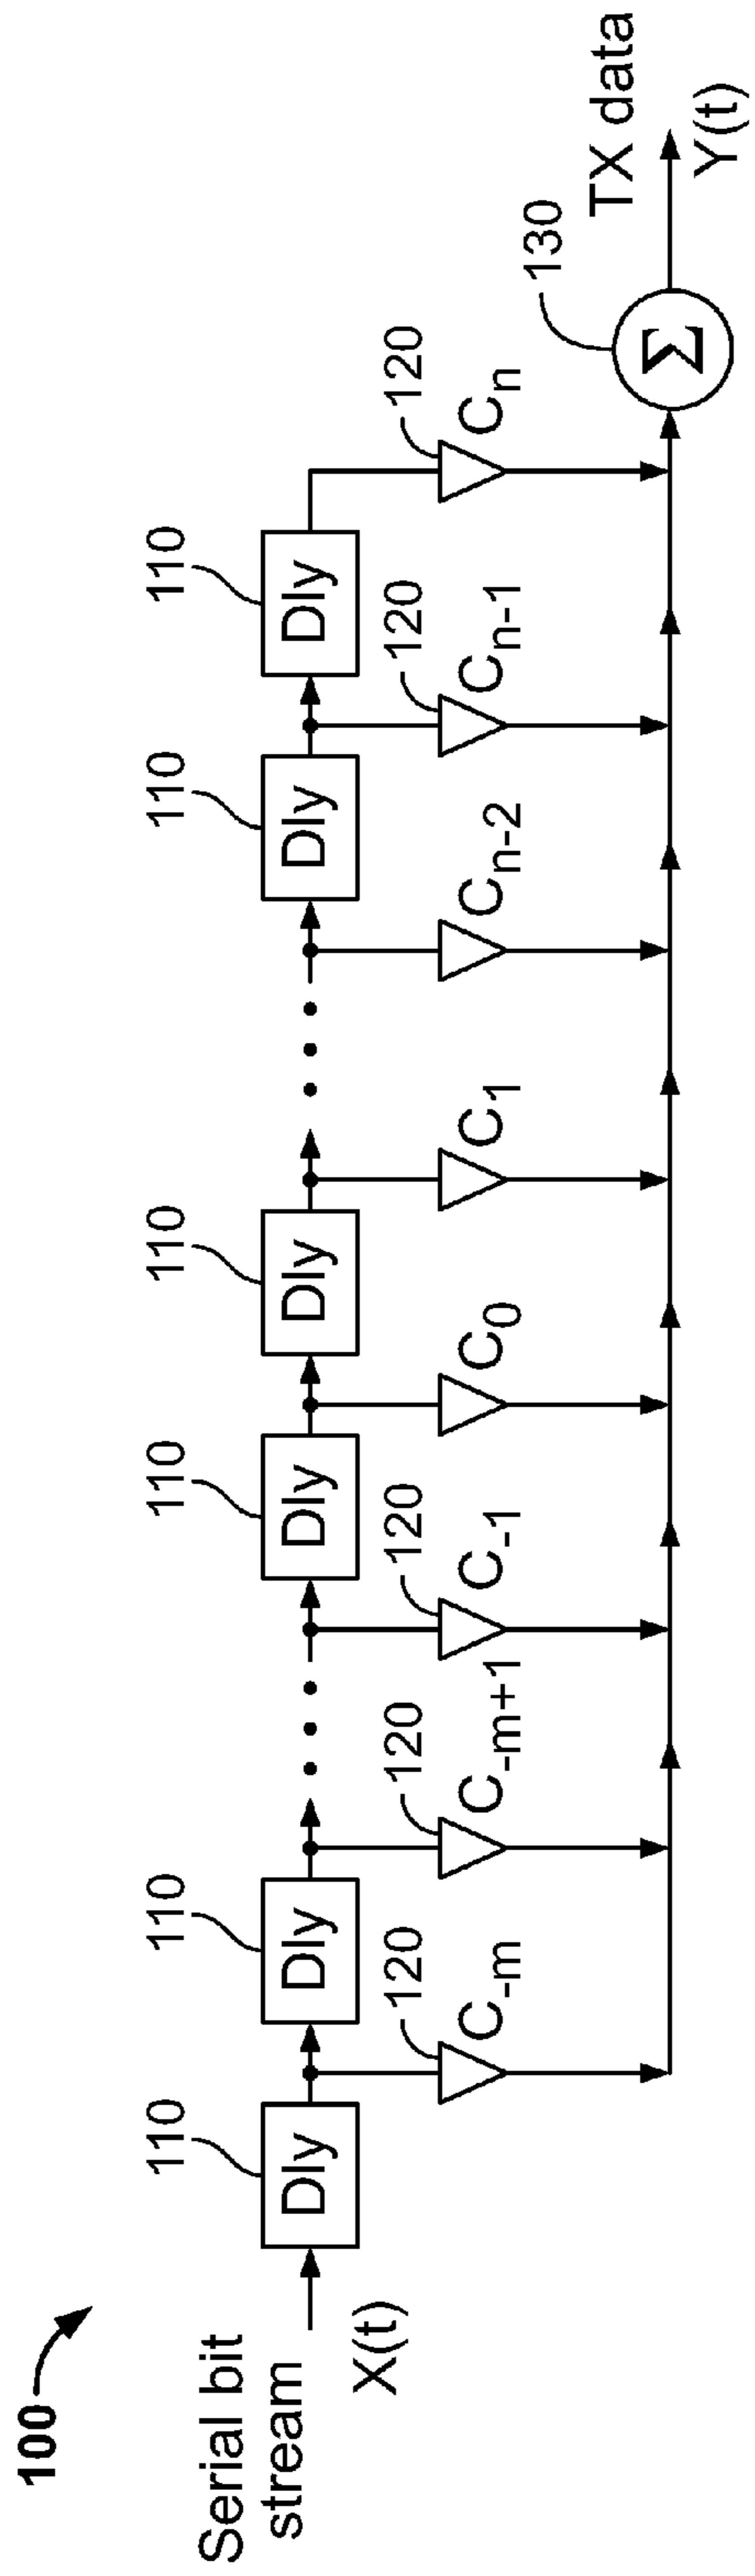 100
Serial bit
stream
X(t)
110 110 110 110 110 110
Dly Dly Dly Dly Dly Dly
120 120 120 120 120
C-m C-m+1 C-1 C0 C1 Cn-2 Cn-1 Cn
130
Σ
TX data
Y(t)